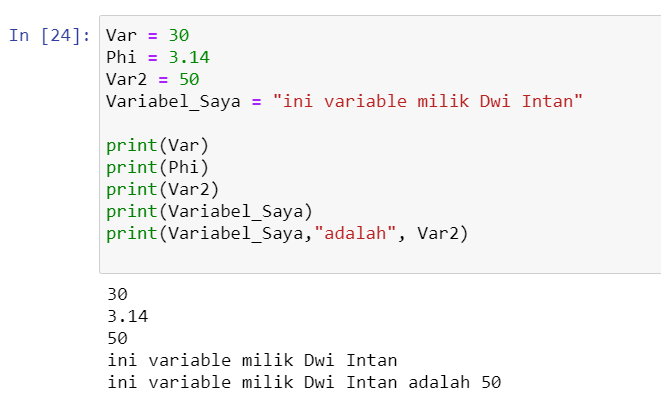 In [24]: Var = 30
Phi = 3.14
Var2 = 50
Variabel_Saya = "ini variable milik Dwi Intan"
print(Var)
print(Phi)
print(Var2)
print(Variabel_Saya)
print(Variabel_Saya,"adalah", Var2)
30
3.14
50
ini variable milik Dwi Intan
ini variable milik Dwi Intan adalah 50